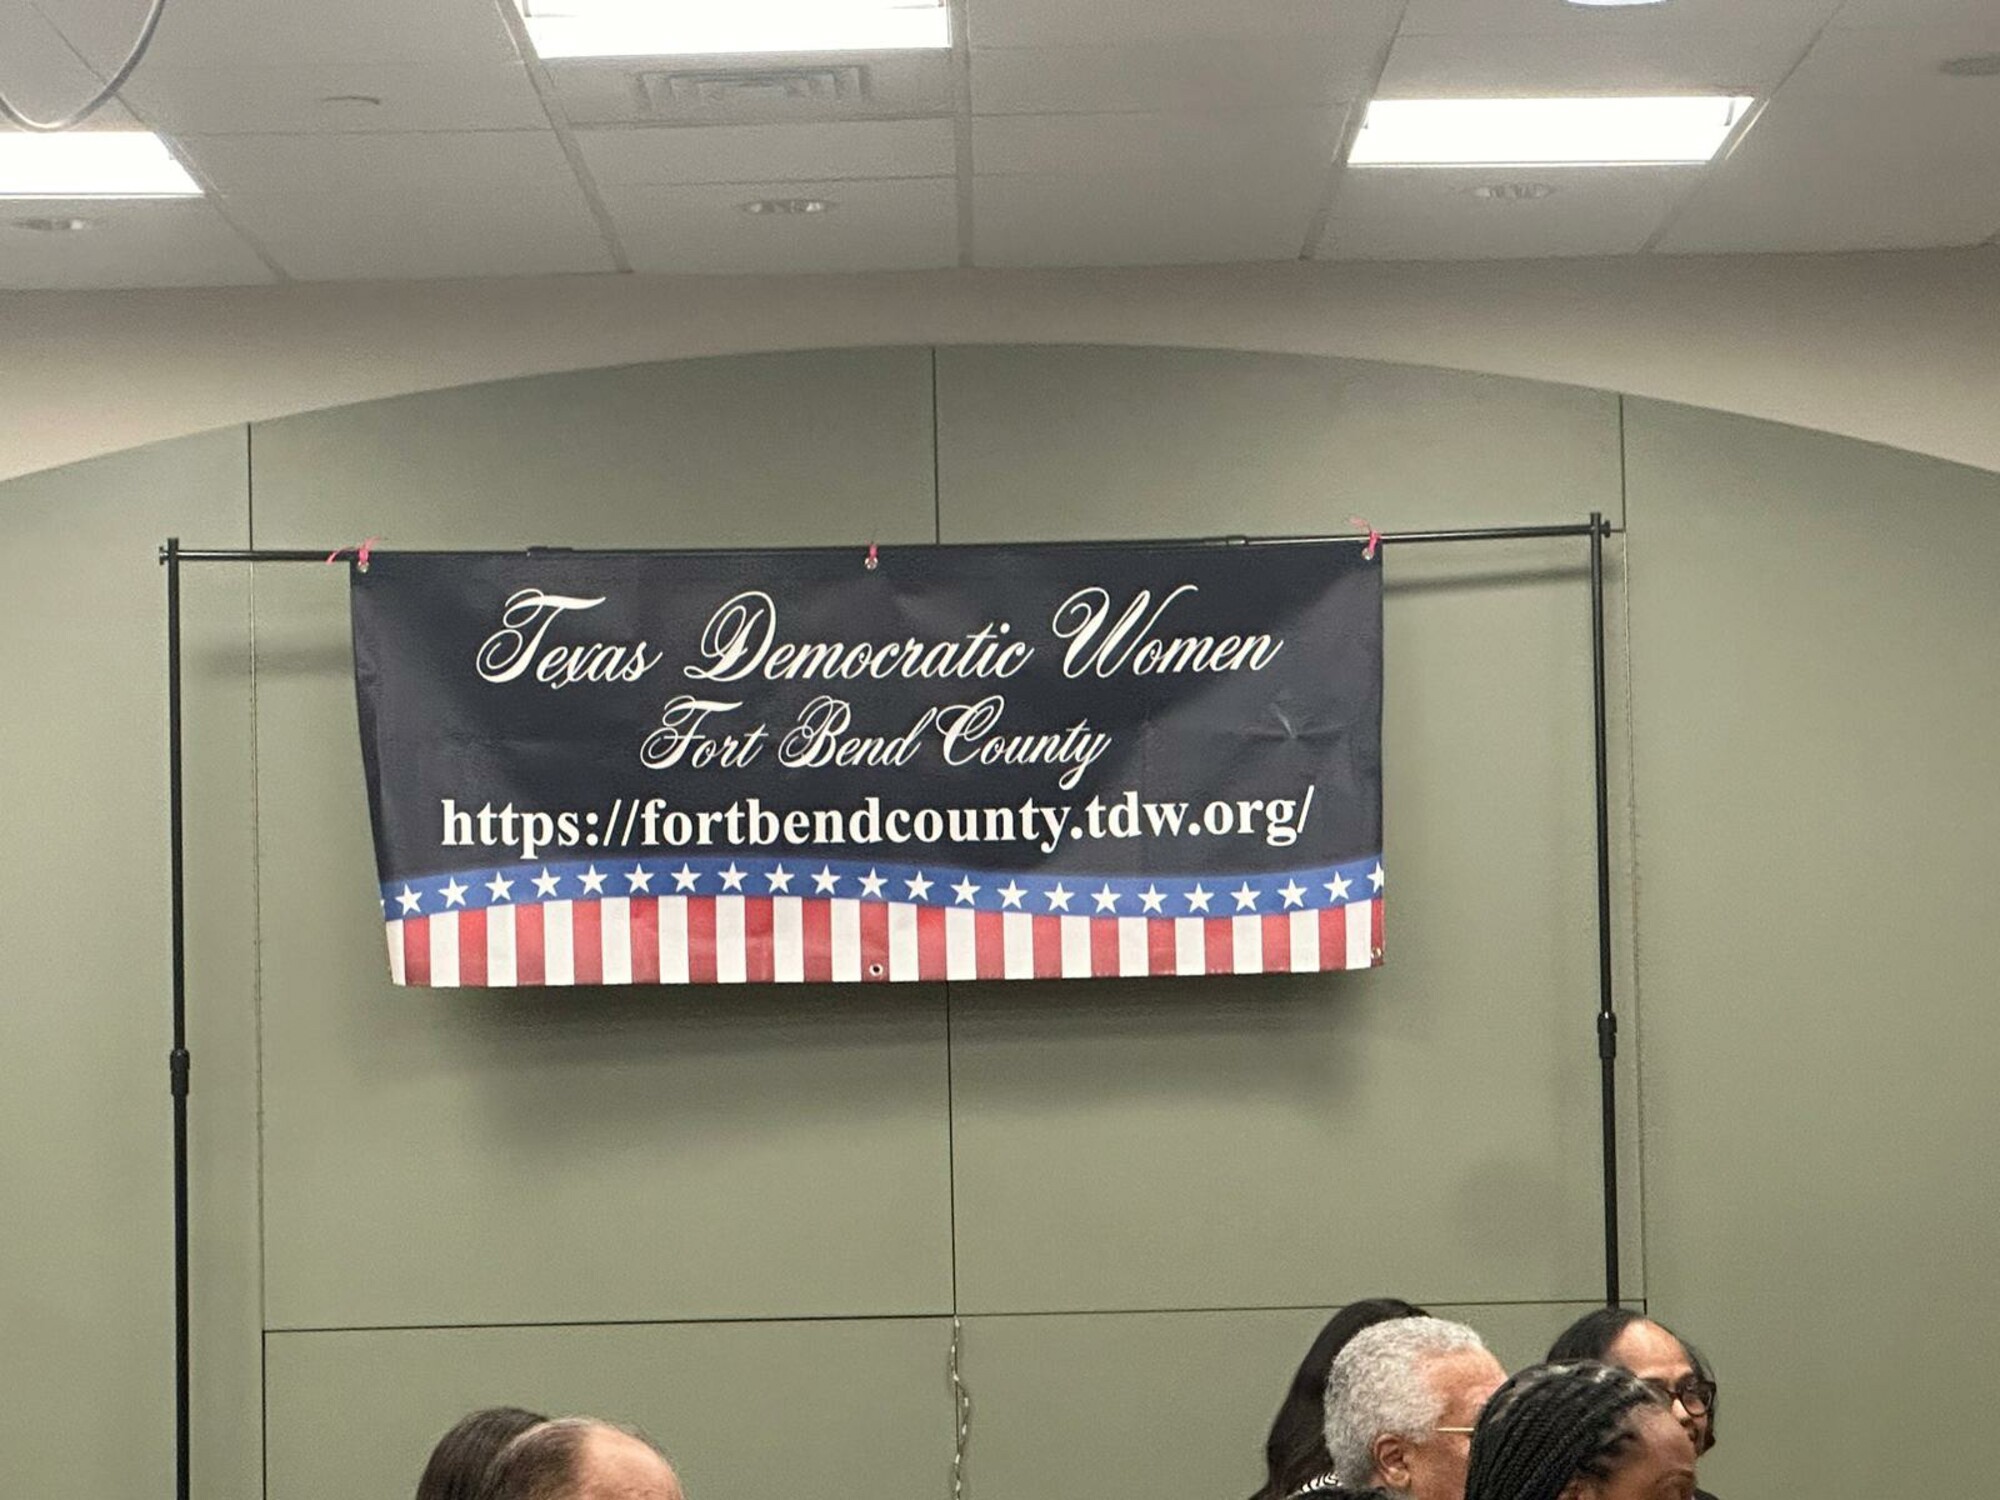 Texas Democratic Women
Fort Bend County
https://fortbendcounty.tdw.org/